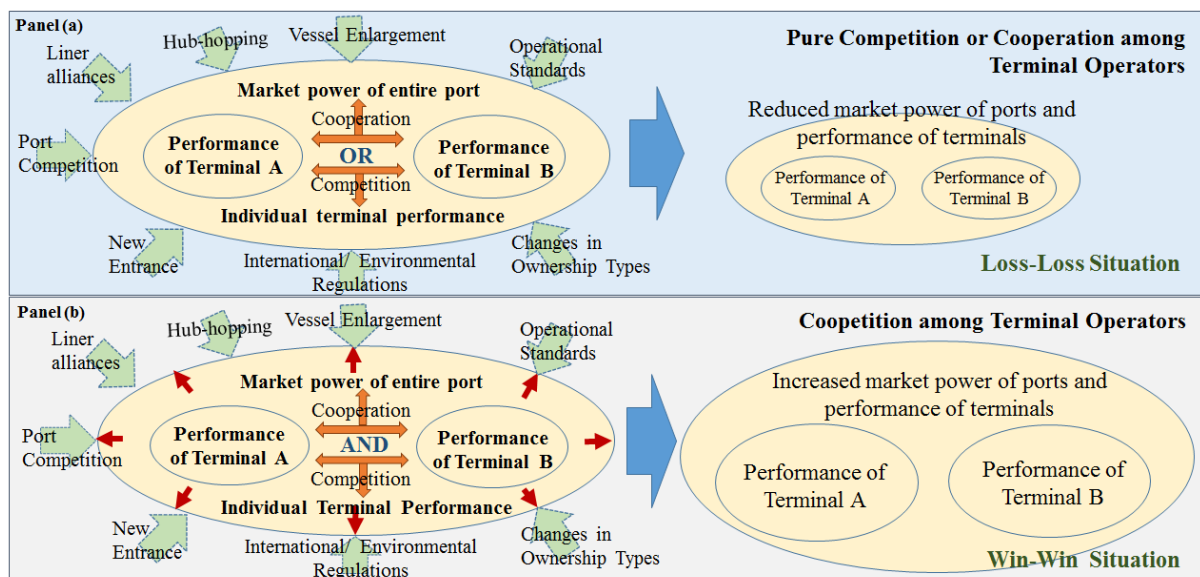 Panel (a)
Hub-hopping
Vessel Enlargement
Liner
alliances
Operational
Standards
Port
Competition
Market power of entire port
Cooperation
Performance
of Terminal A
OR
Performance
of Terminal B
Competition
Individual terminal performance
New
Entrance
International/ Environmental
Regulations
Changes in
Ownership Types
Pure Competition or Cooperation among
Terminal Operators
Reduced market power of ports and
performance of terminals
Performance of
Terminal A
Performance of
Terminal B
Loss-Loss Situation
Panel (b)
Hub-hopping
Vessel Enlargement
Liner
alliances
Operational
Standards
Port
Competition
Market power of entire port
Cooperation
Performance
of Terminal A
AND
Performance
of Terminal B
Competition
Individual Terminal Performance
New
Entrance
International/ Environmental
Regulations
Changes in
Ownership Types
Coopetition among Terminal Operators
Increased market power of ports and
performance of terminals
Performance of
Terminal A
Performance of
Terminal B
Win-Win Situation